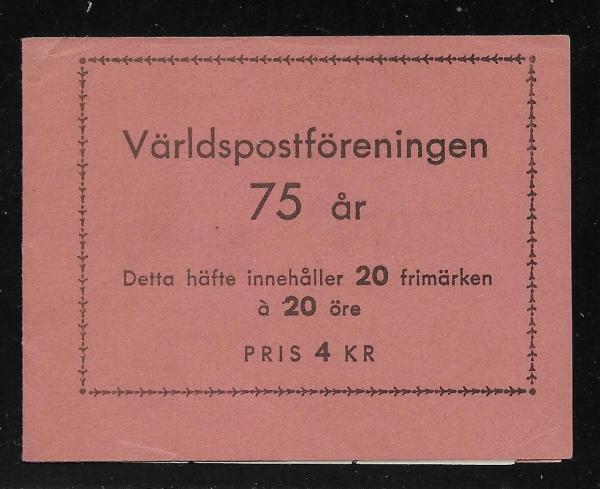 Världspostföreningen
75 år
Detta häfte innehåller 20 frimärken
à 20 öre
PRIS 4 KR